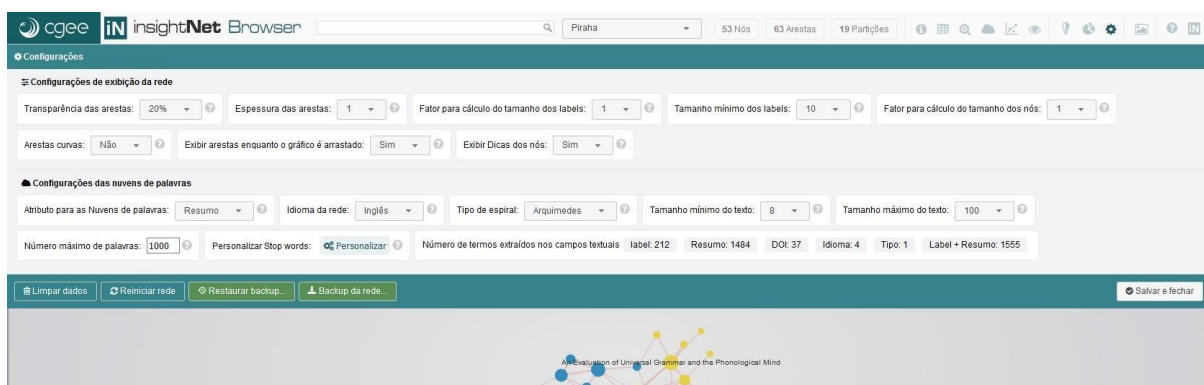 cgee iN insightNet Browser Piraha 53 Nós 63 Arestas 19 Partições IN
Configurações
Configurações de exibição da rede
Transparência das arestas: 20% Espessura das arestas: 1 Fator para cálculo do tamanho dos labels: 1 Tamanho mínimo dos labels: 10 Fator para cálculo do tamanho dos nós: 1
Arestas curvas: Não Exibir arestas enquanto o gráfico é arrastado: Sim Exibir Dicas dos nós: Sim
Configurações das nuvens de palavras
Atributo para as Nuvens de palavras: Resumo Idioma da rede: Inglês Tipo de espiral: Arquimedes Tamanho mínimo do texto: 8 Tamanho máximo do texto: 100
Número máximo de palavras: 1000 Personalizar Stop words: Personalizar Número de termos extraídos nos campos textuais label: 212 Resumo: 1484 DOI: 37 Idioma: 4 Tipo: 1 Label + Resumo: 1555
Limpar dados Reiniciar rede Restaurar backup... Backup da rede... Salvar e fechar
An Evaluation of Universal Grammar and the Phonological Mind